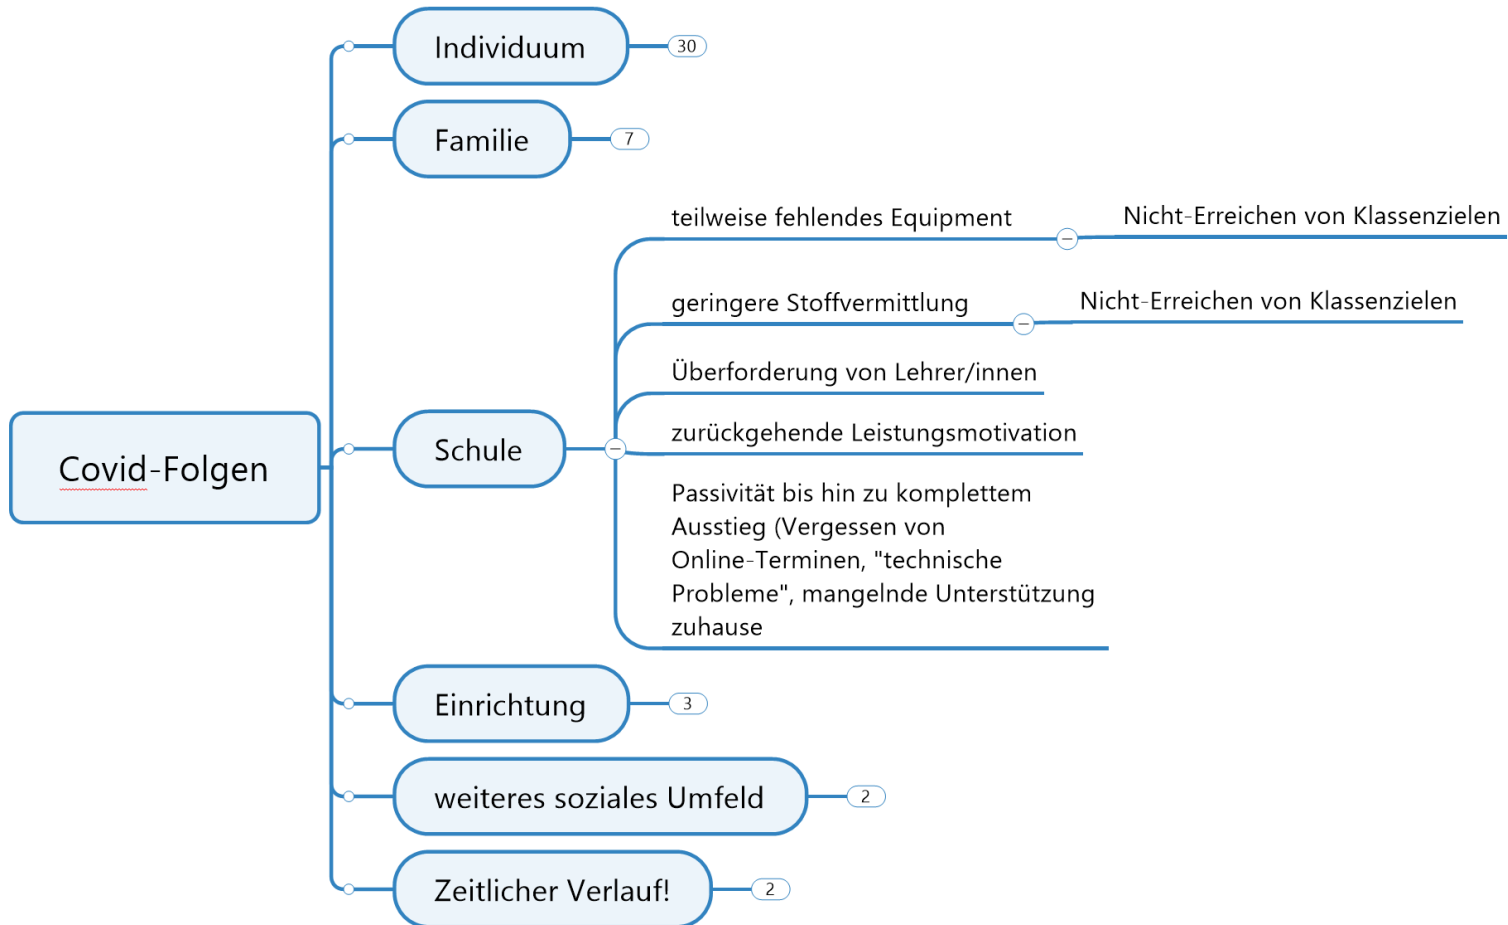 Individuum
30
Familie
7
teilweise fehlendes Equipment
Nicht-Erreichen von Klassenzielen
geringere Stoffvermittlung
Nicht-Erreichen von Klassenzielen
Überforderung von Lehrer/innen
zurückgehende Leistungsmotivation
Covid-Folgen
Schule
Passivität bis hin zu komplettem
Ausstieg (Vergessen von
Online-Terminen, "technische
Probleme", mangelnde Unterstützung
zuhause
Einrichtung
3
weiteres soziales Umfeld
2
Zeitlicher Verlauf!
2